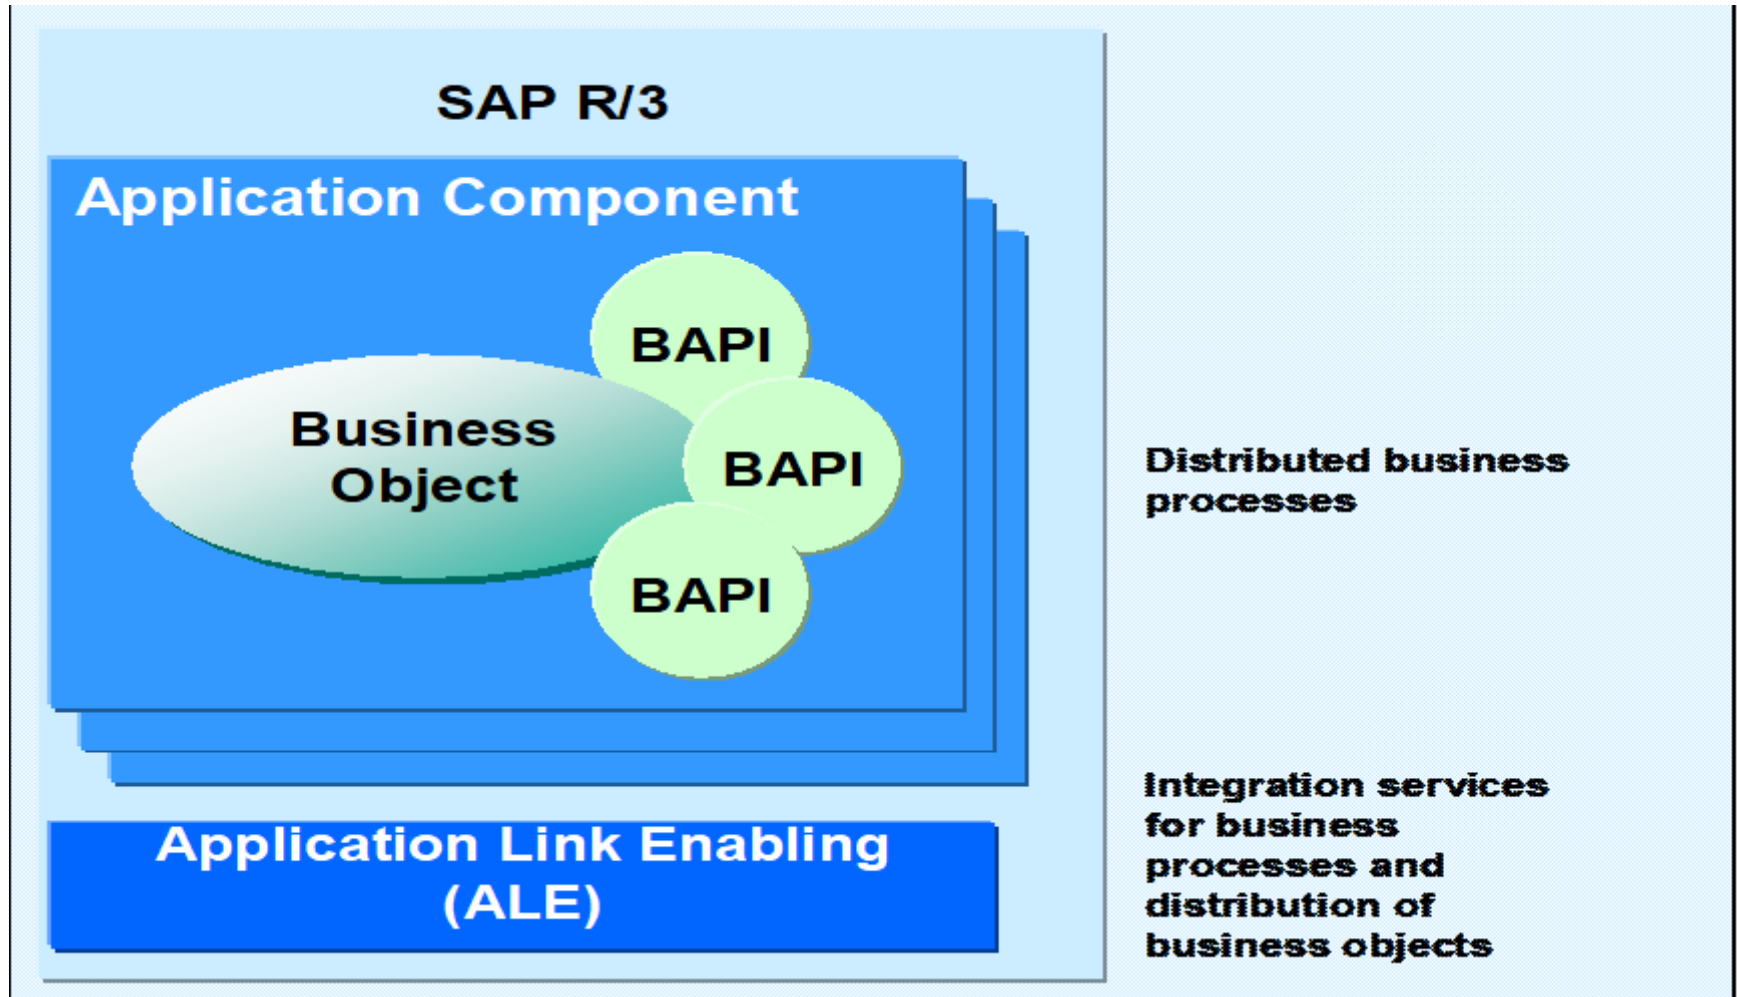 SAP R/3
Application Component
BAPI
Business
Object
BAPI
BAPI
Distributed business
processes
Application Link Enabling
(ALE)
Integration services
for business
processes and
distribution of
business objects